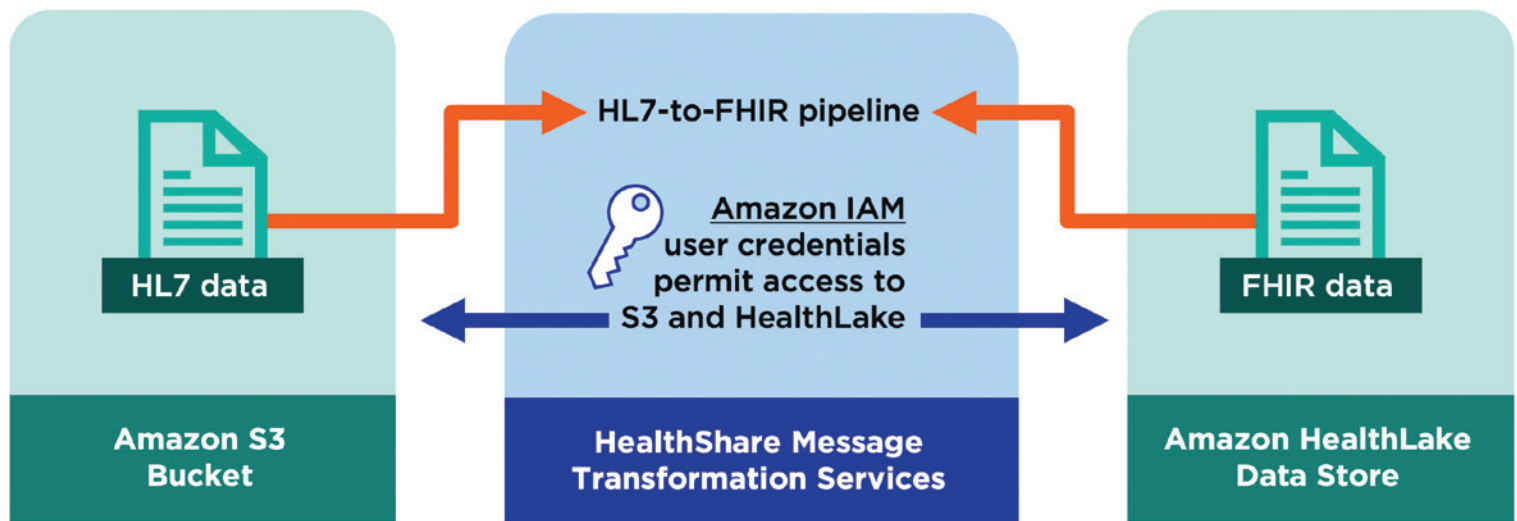 HL7 data
Amazon S3
Bucket
HL7-to-FHIR pipeline
Amazon IAM
user credentials
permit access to
S3 and HealthLake
HealthShare Message
Transformation Services
FHIR data
Amazon HealthLake
Data Store